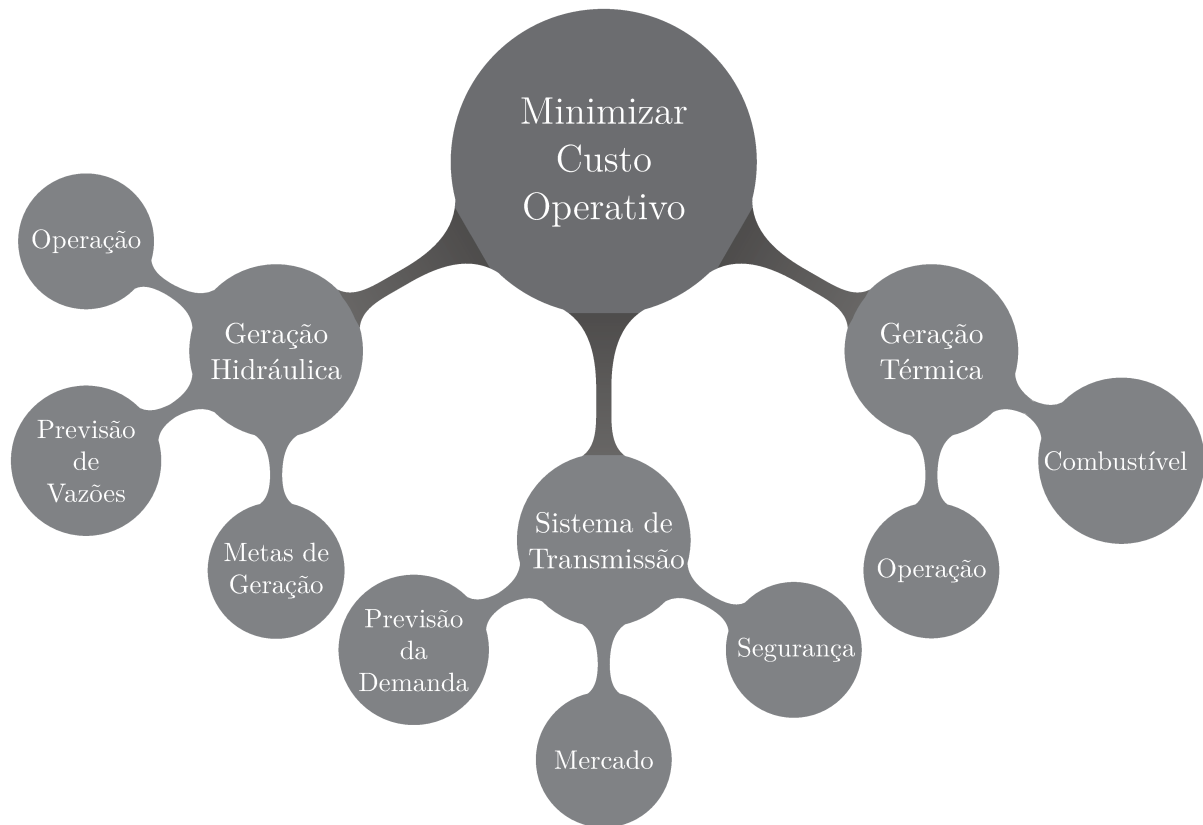 Minimizar
Custo
Operativo
Operação
Geração
Hidráulica
Previsão
de
Vazões
Metas de
Geração
Sistema de
Transmissão
Previsão
da
Demanda
Mercado
Segurança
Geração
Térmica
Operação
Combustível